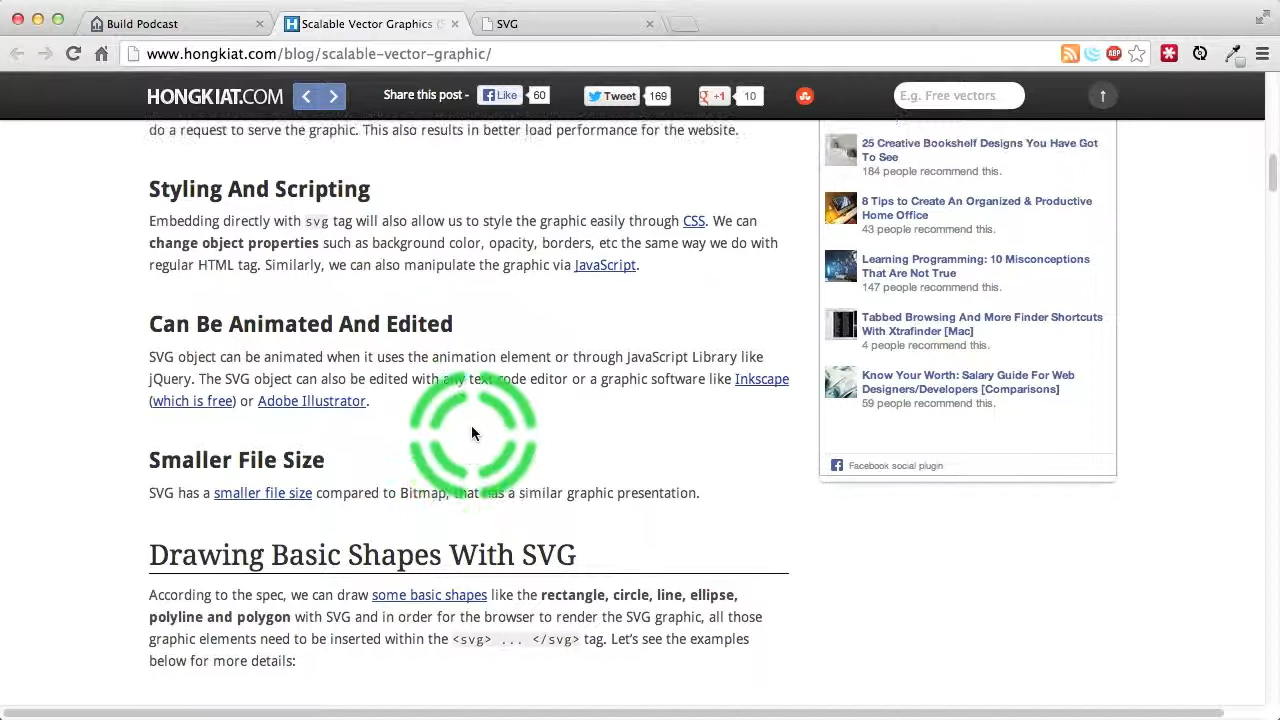 Build Podcast
Scalable Vector Graphics (S
SVG
www.hongkiat.com/blog/scalable-vector-graphic/
HONGKIAT.COM
Share this post -
Like
60
Tweet
169
+1
10
E.g. Free vectors
do a request to serve the graphic. This also results in better load performance for the website.
Styling And Scripting
Embedding directly with svg tag will also allow us to style the graphic easily through CSS. We can
change object properties such as background color, opacity, borders, etc the same way we do with
regular HTML tag. Similarly, we can also manipulate the graphic via JavaScript.
Can Be Animated And Edited
SVG object can be animated when it uses the animation element or through JavaScript Library like
jQuery. The SVG object can also be edited with any text code editor or a graphic software like Inkscape
(which is free) or Adobe Illustrator.
Smaller File Size
SVG has a smaller file size compared to Bitmap, that has a similar graphic presentation.
Drawing Basic Shapes With SVG
According to the spec, we can draw some basic shapes like the rectangle, circle, line, ellipse,
polyline and polygon with SVG and in order for the browser to render the SVG graphic, all those
graphic elements need to be inserted within the <svg> ... </svg> tag. Let's see the examples
below for more details:
25 Creative Bookshelf Designs You Have Got
To See
184 people recommend this.
8 Tips to Create An Organized & Productive
Home Office
43 people recommend this.
Learning Programming: 10 Misconceptions
That Are Not True
147 people recommend this.
Tabbed Browsing And More Finder Shortcuts
With Xtrafinder [Mac]
4 people recommend this.
Know Your Worth: Salary Guide For Web
Designers/Developers [Comparisons]
59 people recommend this.
Facebook social plugin